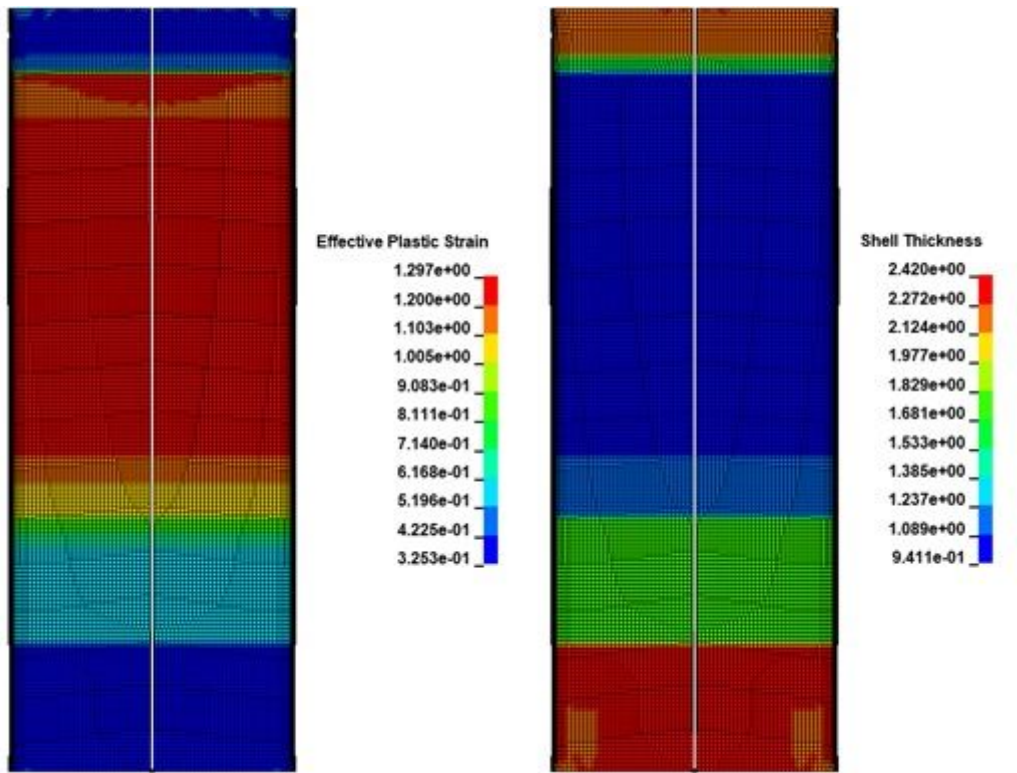 Effective Plastic Strain
1.297e+00
1.200e+00
1.103e+00
1.005e+00
9.083e-01
8.111e-01
7.140e-01
6.168e-01
5.196e-01
4.225e-01
3.253e-01
Shell Thickness
2.420e+00
2.272e+00
2.124e+00
1.977e+00
1.829e+00
1.681e+00
1.533e+00
1.385e+00
1.237e+00
1.089e+00
9.411e-01